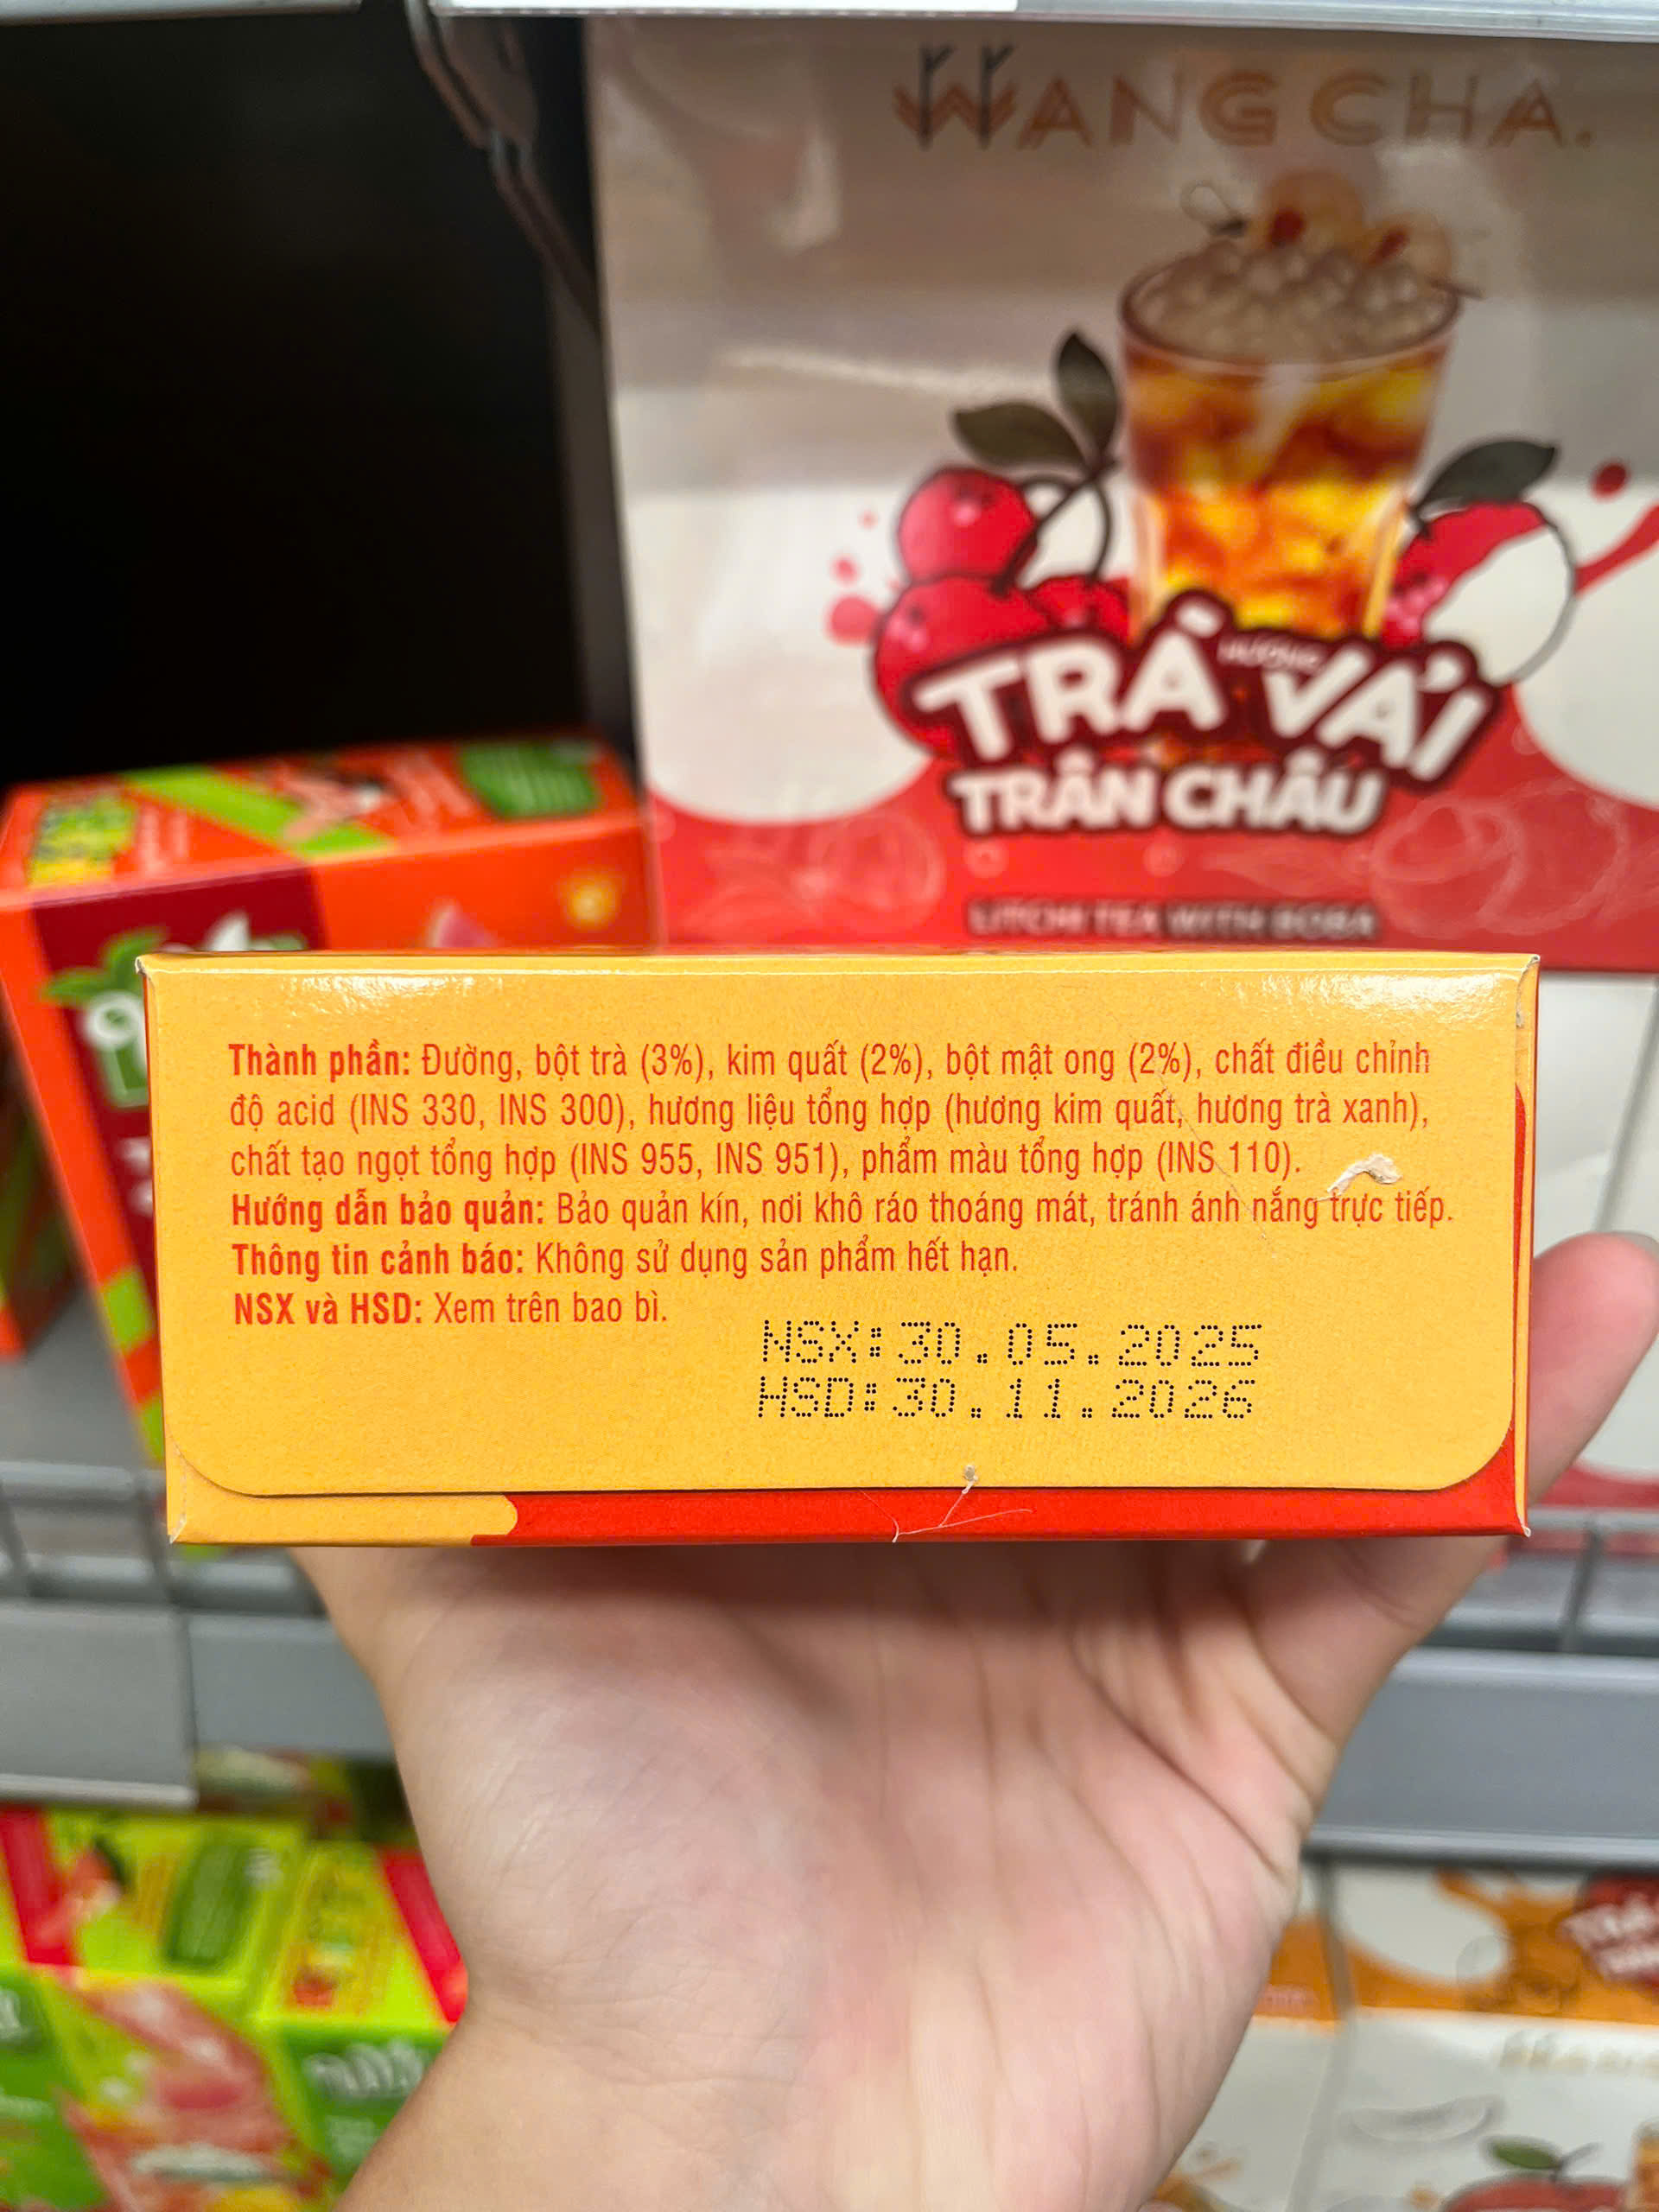 WANGCHA.
TRÀ HƯƠNG VẢI
TRÂN CHÂU
LITCHI TEA WITH BOBA
Thành phần: Đường, bột trà (3%), kim quất (2%), bột mật ong (2%), chất điều chỉnh
độ acid (INS 330, INS 300), hương liệu tổng hợp (hương kim quất, hương trà xanh),
chất tạo ngọt tổng hợp (INS 955, INS 951), phẩm màu tổng hợp (INS 110).
Hướng dẫn bảo quản: Bảo quản kín, nơi khô ráo thoáng mát, tránh ánh nắng trực tiếp.
Thông tin cảnh báo: Không sử dụng sản phẩm hết hạn.
NSX và HSD: Xem trên bao bì.
NSX:30.05.2025
HSD:30.11.2026